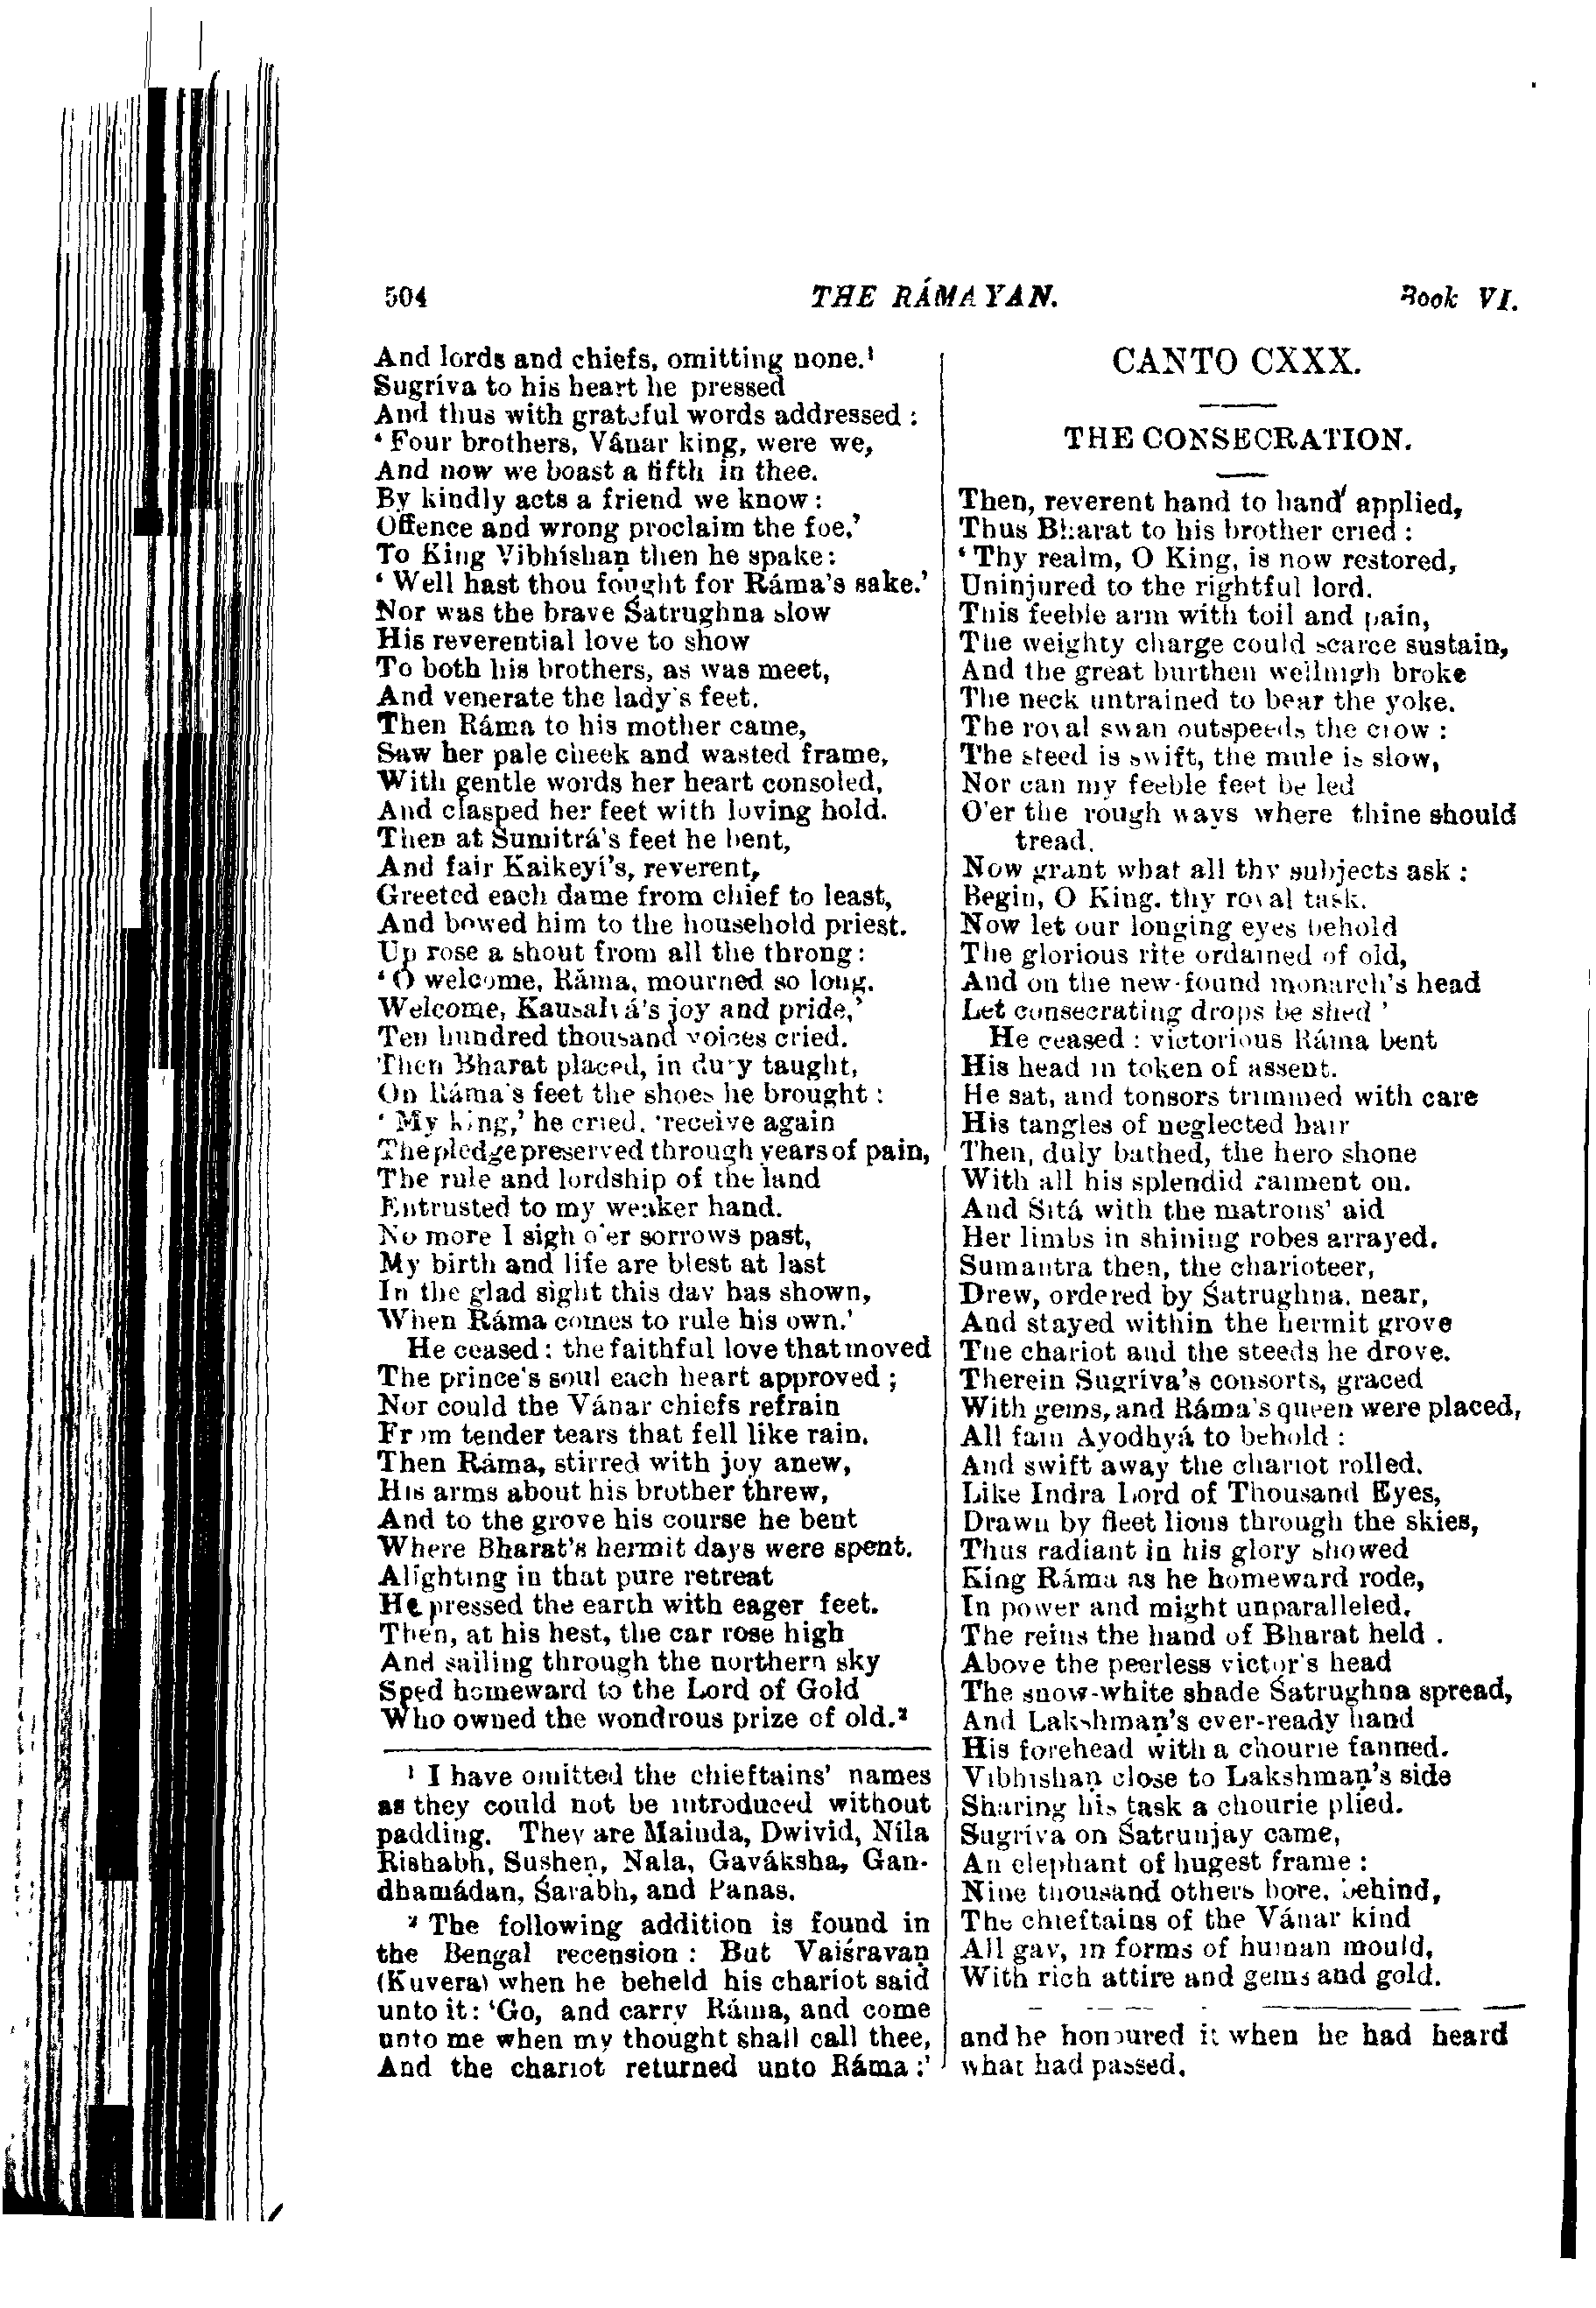 504 THE RÁMAYAN. Book VI.
And lords and chiefs, omitting none.¹
Sugríva to his heart he pressed
And thus with grateful words addressed :
‘ Four brothers, Vánar king, were we,
And now we boast a fifth in thee.
By kindly acts a friend we know :
Offence and wrong proclaim the foe.’
To King Vibhíshaṇ then he spake :
‘ Well hast thou fought for Ráma's sake.’
Nor was the brave Śatrughna slow
His reverential love to show
To both his brothers, as was meet,
And venerate the lady's feet.
Then Ráma to his mother came,
Saw her pale cheek and wasted frame,
With gentle words her heart consoled,
And clasped her feet with loving hold.
Then at Sumitrá's feet he bent,
And fair Kaikeyí's, reverent,
Greeted each dame from chief to least,
And bowed him to the household priest.
Up rose a shout from all the throng :
‘ O welcome, Ráma, mourned so long.
Welcome, Kauśalyá's joy and pride,’
Ten hundred thousand voices cried.
Then Bharat placed, in duty taught,
On Ráma's feet the shoes he brought :
‘ My king,’ he cried, ‘receive again
The pledge preserved through years of pain,
The rule and lordship of the land
Entrusted to my weaker hand.
No more I sigh o'er sorrows past,
My birth and life are blest at last
In the glad sight this day has shown,
When Ráma comes to rule his own.’
He ceased : the faithful love that moved
The prince's soul each heart approved ;
Nor could the Vánar chiefs refrain
From tender tears that fell like rain.
Then Ráma, stirred with joy anew,
His arms about his brother threw,
And to the grove his course he bent
Where Bharat's hermit days were spent.
Alighting in that pure retreat
He pressed the earth with eager feet.
Then, at his hest, the car rose high
And sailing through the northern sky
Sped homeward to the Lord of Gold
Who owned the wondrous prize of old.²
¹ I have omitted the chieftains' names
as they could not be introduced without
padding. They are Mainda, Dwivid, Níla
Rishabh, Susheṇ, Nala, Gaváksha, Gan-
dhamádan, Śarabh, and Panas.
² The following addition is found in
the Bengal recension : But Vaiśravaṇ
(Kuvera) when he beheld his chariot said
unto it : ‘Go, and carry Ráma, and come
unto me when my thought shall call thee,
And the chariot returned unto Ráma :’
CANTO CXXX.
THE CONSECRATION.
Then, reverent hand to hand applied,
Thus Bharat to his brother cried :
‘ Thy realm, O King, is now restored,
Uninjured to the rightful lord.
This feeble arm with toil and pain,
The weighty charge could scarce sustain,
And the great burthen wellnigh broke
The neck untrained to bear the yoke.
The royal swan outspeeds the crow :
The steed is swift, the mule is slow,
Nor can my feeble feet be led
O'er the rough ways where thine should
tread.
Now grant what all thy subjects ask :
Begin, O King, thy royal task.
Now let our longing eyes behold
The glorious rite ordained of old,
And on the new-found monarch's head
Let consecrating drops be shed ’
He ceased : victorious Ráma bent
His head in token of assent.
He sat, and tonsors trimmed with care
His tangles of neglected hair
Then, duly bathed, the hero shone
With all his splendid raiment on.
And Sítá with the matrons' aid
Her limbs in shining robes arrayed.
Sumantra then, the charioteer,
Drew, ordered by Śatrughna, near,
And stayed within the hermit grove
The chariot and the steeds he drove.
Therein Sugríva's consorts, graced
With gems, and Ráma's queen were placed,
All fain Ayodhyá to behold :
And swift away the chariot rolled.
Like Indra Lord of Thousand Eyes,
Drawn by fleet lions through the skies,
Thus radiant in his glory showed
King Ráma as he homeward rode,
In power and might unparalleled.
The reins the hand of Bharat held .
Above the peerless victor's head
The snow-white shade Śatrughna spread,
And Lakshmaṇ's ever-ready hand
His forehead with a chourie fanned.
Vibhishaṇ close to Lakshmaṇ's side
Sharing his task a chourie plied.
Sugríva on Śatrunjay came,
An elephant of hugest frame :
Nine thousand others bore, behind,
The chieftains of the Vánar kind
All gay, in forms of human mould,
With rich attire and gems and gold.
and he honoured it when he had heard
what had passed.